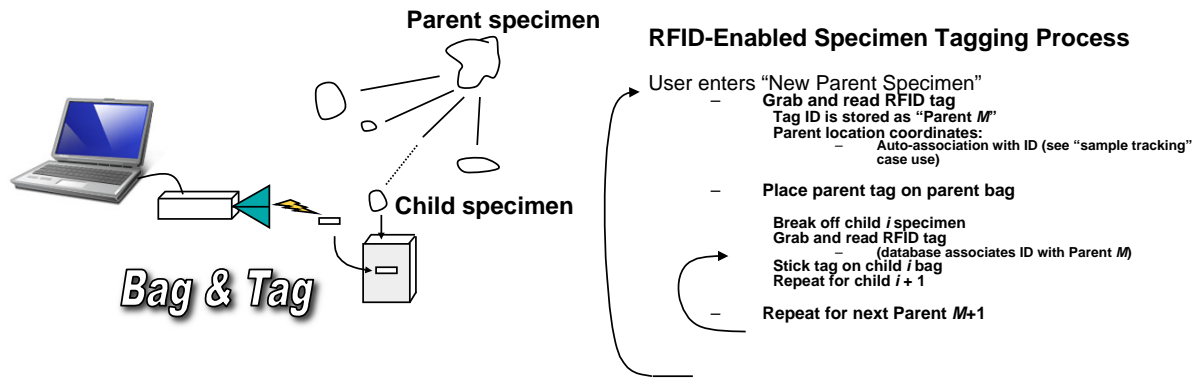 Parent specimen
Child specimen
Bag & Tag
RFID-Enabled Specimen Tagging Process
User enters “New Parent Specimen”
– Grab and read RFID tag
Tag ID is stored as “Parent M”
Parent location coordinates:
– Auto-association with ID (see “sample tracking”
case use)
– Place parent tag on parent bag
Break off child i specimen
Grab and read RFID tag
– (database associates ID with Parent M)
Stick tag on child i bag
Repeat for child i + 1
– Repeat for next Parent M+1